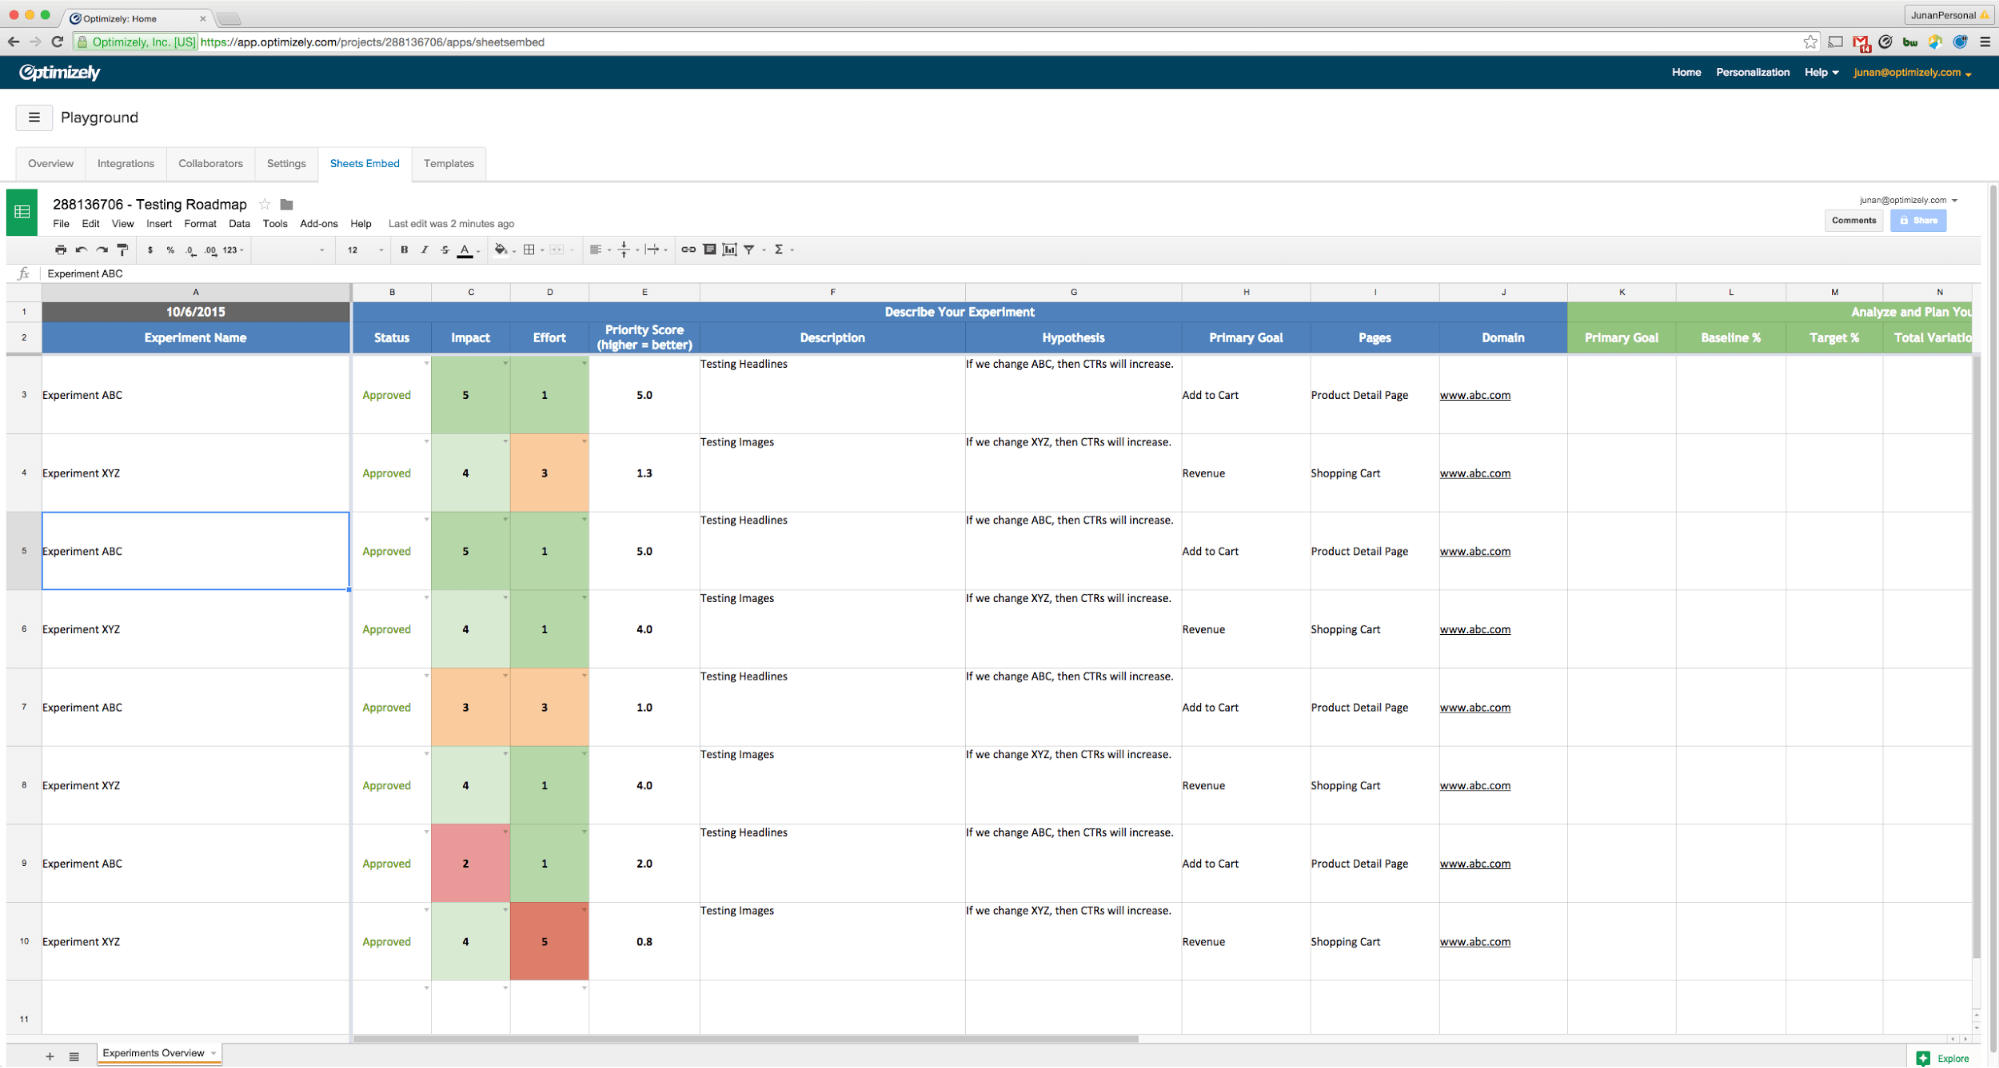 Optimizely: Home
JunanPersonal
Optimizely, Inc. [US] https://app.optimizely.com/projects/288136706/apps/sheetsembed
14
bw
Optimizely
Home Personalization Help junan@optimizely.com
Playground
Overview Integrations Collaborators Settings Sheets Embed Templates
288136706 - Testing Roadmap
junan@optimizely.com
File Edit View Insert Format Data Tools Add-ons Help Last edit was 2 minutes ago
Comments Share
$ % .0 .00 123 12 B I S A Σ
fx Experiment ABC
A B C D E F G H I J K L M N
1 10/6/2015 Describe Your Experiment Analyze and Plan You
2 Experiment Name Status Impact Effort Priority Score (higher = better) Description Hypothesis Primary Goal Pages Domain Primary Goal Baseline % Target % Total Variatio
3 Experiment ABC Approved 5 1 5.0 Testing Headlines If we change ABC, then CTRs will increase. Add to Cart Product Detail Page www.abc.com
4 Experiment XYZ Approved 4 3 1.3 Testing Images If we change XYZ, then CTRs will increase. Revenue Shopping Cart www.abc.com
5 Experiment ABC Approved 5 1 5.0 Testing Headlines If we change ABC, then CTRs will increase. Add to Cart Product Detail Page www.abc.com
6 Experiment XYZ Approved 4 1 4.0 Testing Images If we change XYZ, then CTRs will increase. Revenue Shopping Cart www.abc.com
7 Experiment ABC Approved 3 3 1.0 Testing Headlines If we change ABC, then CTRs will increase. Add to Cart Product Detail Page www.abc.com
8 Experiment XYZ Approved 4 1 4.0 Testing Images If we change XYZ, then CTRs will increase. Revenue Shopping Cart www.abc.com
9 Experiment ABC Approved 2 1 2.0 Testing Headlines If we change ABC, then CTRs will increase. Add to Cart Product Detail Page www.abc.com
10 Experiment XYZ Approved 4 5 0.8 Testing Images If we change XYZ, then CTRs will increase. Revenue Shopping Cart www.abc.com
11
Experiments Overview
Explore